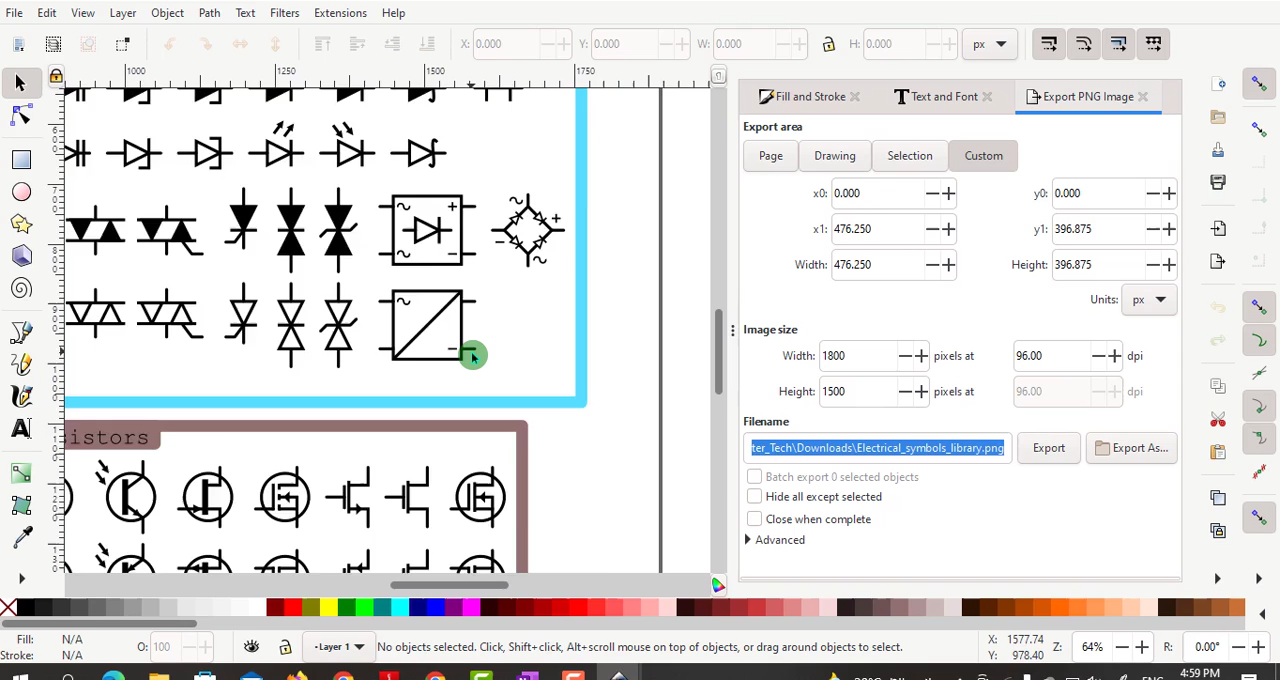 File Edit View Layer Object Path Text Filters Extensions Help
X: 0.000 Y: 0.000 W: 0.000 H: 0.000 px
1000 1250 1500 1750
Fill and Stroke Text and Font Export PNG Image
Export area
Page Drawing Selection Custom
x0: 0.000 y0: 0.000
x1: 476.250 y1: 396.875
Width: 476.250 Height: 396.875
Units: px
Image size
Width: 1800 pixels at 96.00 dpi
Height: 1500 pixels at 96.00 dpi
Filename
ter_Tech\Downloads\Electrical_symbols_library.png Export Export As...
Batch export 0 selected objects
Hide all except selected
Close when complete
Advanced
istors
Fill: N/A
Stroke: N/A
O: 100
-Layer 1
No objects selected. Click, Shift+click, Alt+scroll mouse on top of objects, or drag around objects to select.
X: 1577.74
Y: 978.40
Z: 64%
R: 0.00°
4:59 PM